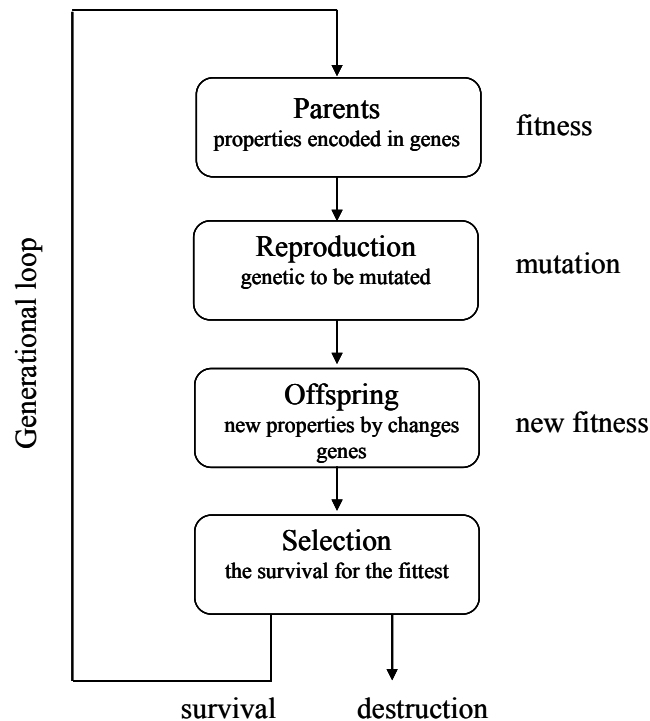 Parents
properties encoded in genes
fitness
Reproduction
genetic to be mutated
mutation
Generational loop
Offspring
new properties by changes
genes
new fitness
Selection
the survival for the fittest
survival
destruction